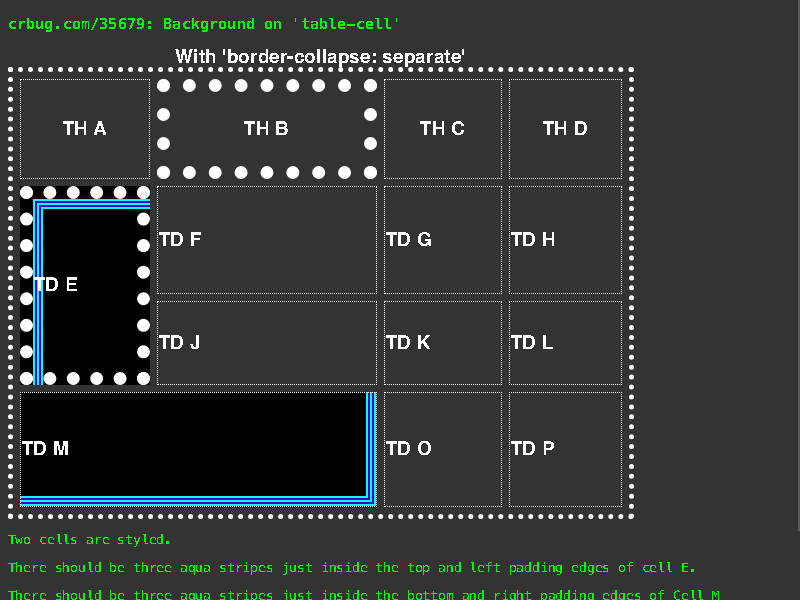 crbug.com/35679: Background on 'table-cell'
With 'border-collapse: separate'
TH A TH B TH C TH D
TD E TD F TD G TD H
TD J TD K TD L
TD M TD O TD P
Two cells are styled.
There should be three aqua stripes just inside the top and left padding edges of cell E.
There should be three aqua stripes just inside the bottom and right padding edges of Cell M